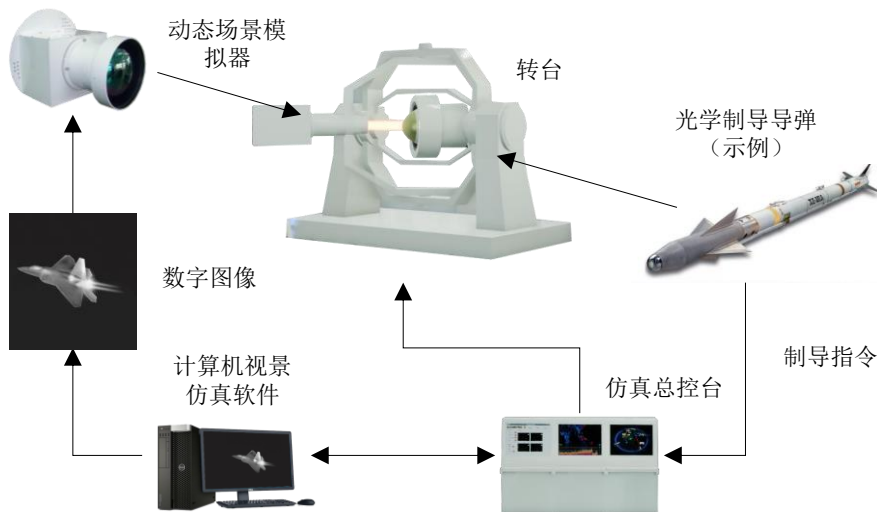 动态场景模
拟器
转台
光学制导导弹
（示例）
数字图像
制导指令
计算机视景
仿真软件
仿真总控台